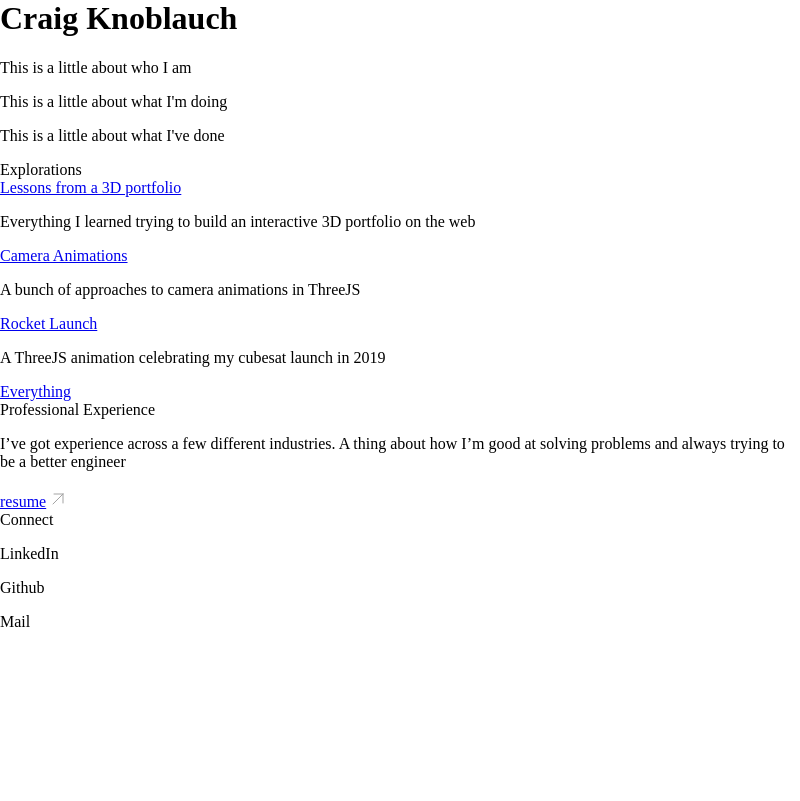 Craig Knoblauch
This is a little about who I am
This is a little about what I'm doing
This is a little about what I've done
Explorations
Lessons from a 3D portfolio
Everything I learned trying to build an interactive 3D portfolio on the web
Camera Animations
A bunch of approaches to camera animations in ThreeJS
Rocket Launch
A ThreeJS animation celebrating my cubesat launch in 2019
Everything
Professional Experience
I’ve got experience across a few different industries. A thing about how I’m good at solving problems and always trying to
be a better engineer
resume
Connect
LinkedIn
Github
Mail